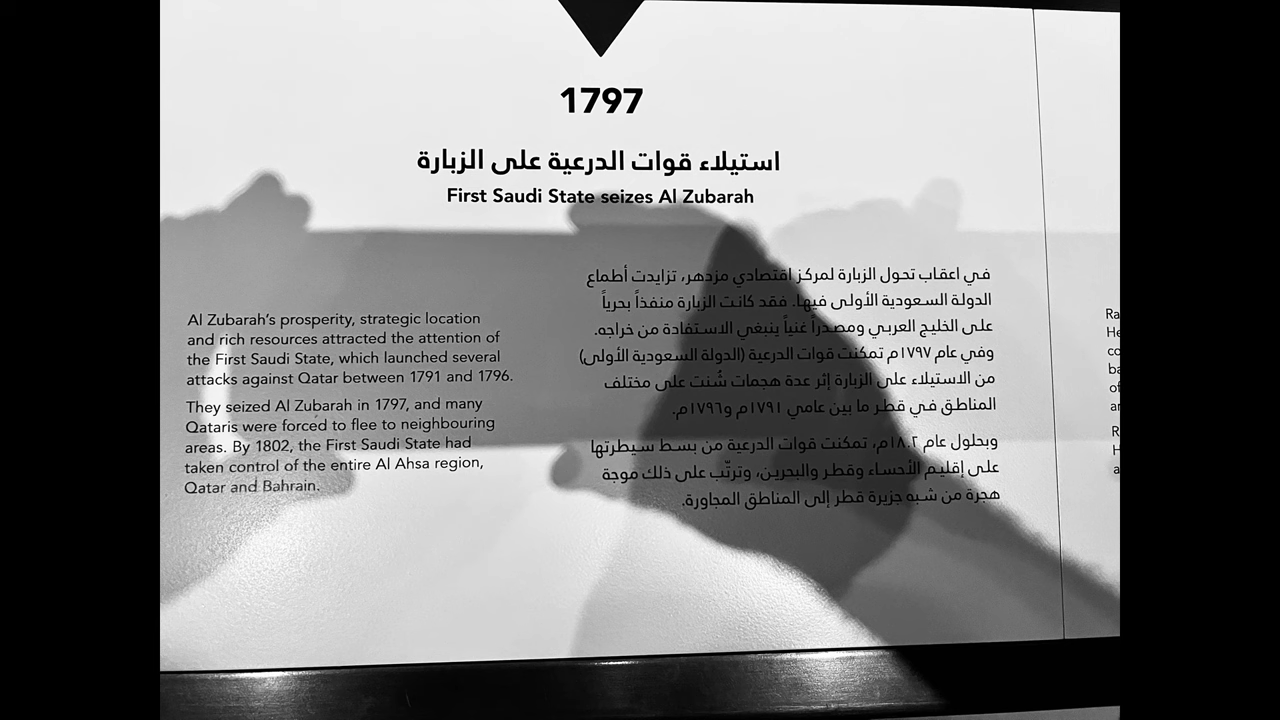 1797
استيلاء قوات الدرعية على الزبارة
First Saudi State seizes Al Zubarah
في اعقاب تحول الزبارة لمركز اقتصادي مزدهر، تزايدت أطماع
الدولة السعودية الأولى فيها. فقد كانت الزبارة منفذاً بحرياً
على الخليج العربي ومصدراً غنياً ينبغي الاستفادة من خراجه.
وفي عام ١٧٩٧م تمكنت قوات الدرعية (الدولة السعودية الأولى)
من الاستيلاء على الزبارة إثر عدة هجمات شُنت على مختلف
المناطق في قطر ما بين عامي ١٧٩١م و١٧٩٦م.
وبحلول عام ١٨٠٢م، تمكنت قوات الدرعية من بسط سيطرتها
على إقليم الأحساء وقطر والبحرين، وترتّب على ذلك موجة
هجرة من شبه جزيرة قطر إلى المناطق المجاورة.
Al Zubarah's prosperity, strategic location
and rich resources attracted the attention of
the First Saudi State, which launched several
attacks against Qatar between 1791 and 1796.
They seized Al Zubarah in 1797, and many
Qataris were forced to flee to neighbouring
areas. By 1802, the First Saudi State had
taken control of the entire Al Ahsa region,
Qatar and Bahrain.